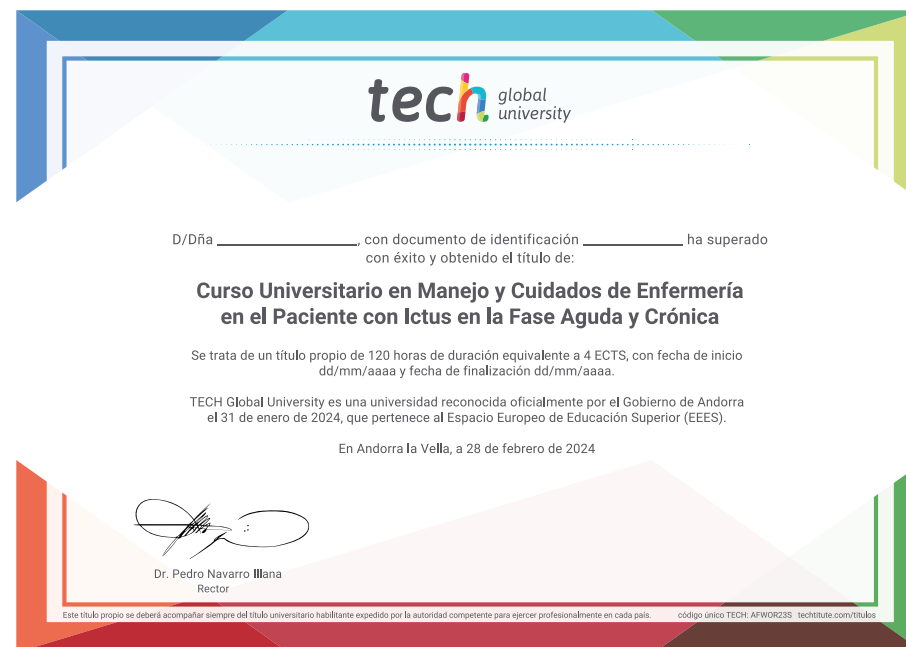 tech global university
D/Dña ____________________, con documento de identificación ______________ ha superado
con éxito y obtenido el título de:
Curso Universitario en Manejo y Cuidados de Enfermería
en el Paciente con Ictus en la Fase Aguda y Crónica
Se trata de un título propio de 120 horas de duración equivalente a 4 ECTS, con fecha de inicio
dd/mm/aaaa y fecha de finalización dd/mm/aaaa.
TECH Global University es una universidad reconocida oficialmente por el Gobierno de Andorra
el 31 de enero de 2024, que pertenece al Espacio Europeo de Educación Superior (EEES).
En Andorra la Vella, a 28 de febrero de 2024
Dr. Pedro Navarro Illana
Rector
Este título propio se deberá acompañar siempre del título universitario habilitante expedido por la autoridad competente para ejercer profesionalmente en cada país. código único TECH: AFWOR23S techtitute.com/titulos